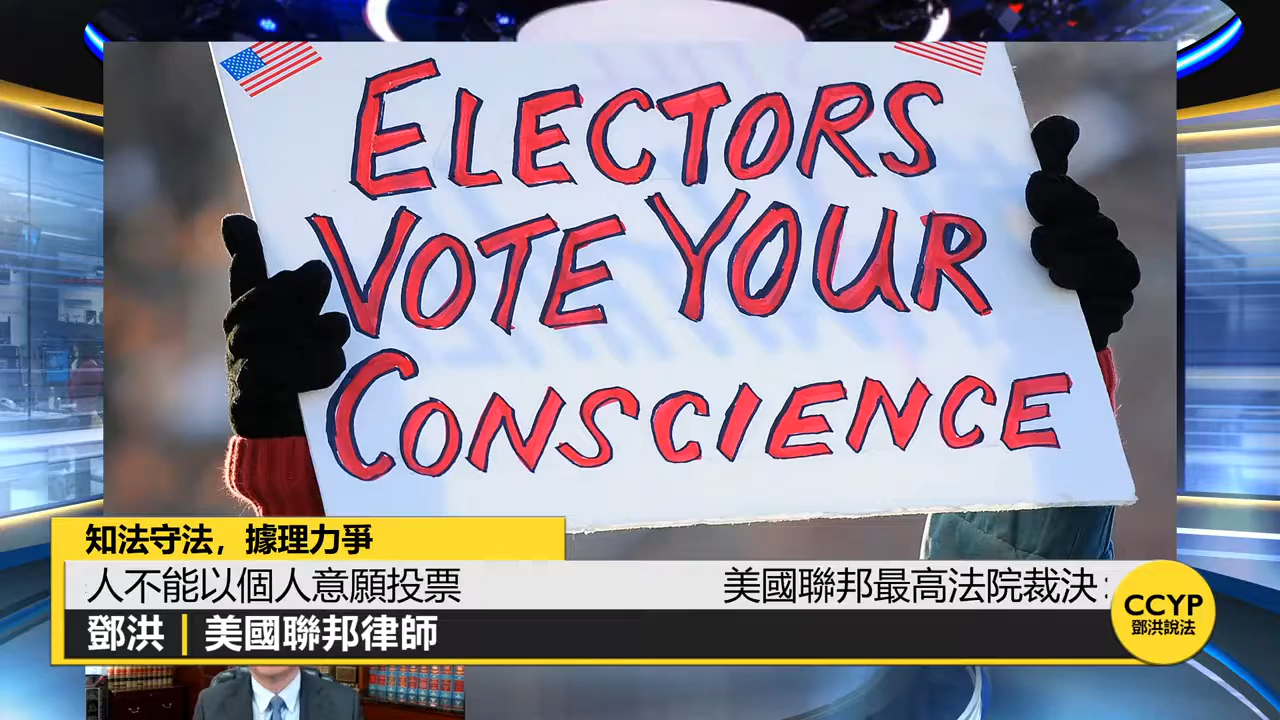 ELECTORS
VOTE YOUR
CONSCIENCE
知法守法，據理力爭
人不能以個人意願投票 美國聯邦最高法院裁決：
鄧洪｜美國聯邦律師
CCYP
鄧洪說法